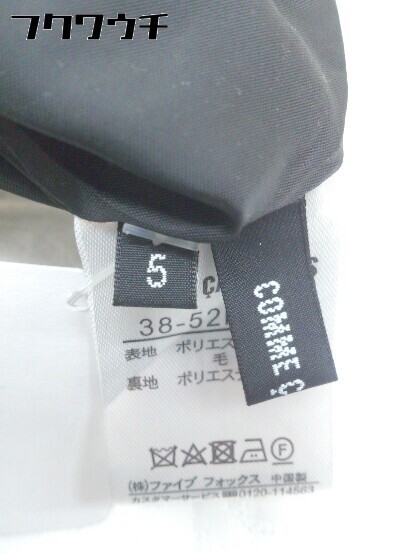 フクワウチ
5
COMME Ç
38-52
表地 ポリエス
毛
裏地 ポリエス
F
(株)ファイブ フォックス 中国製
カスタマーサービス 0120-114563